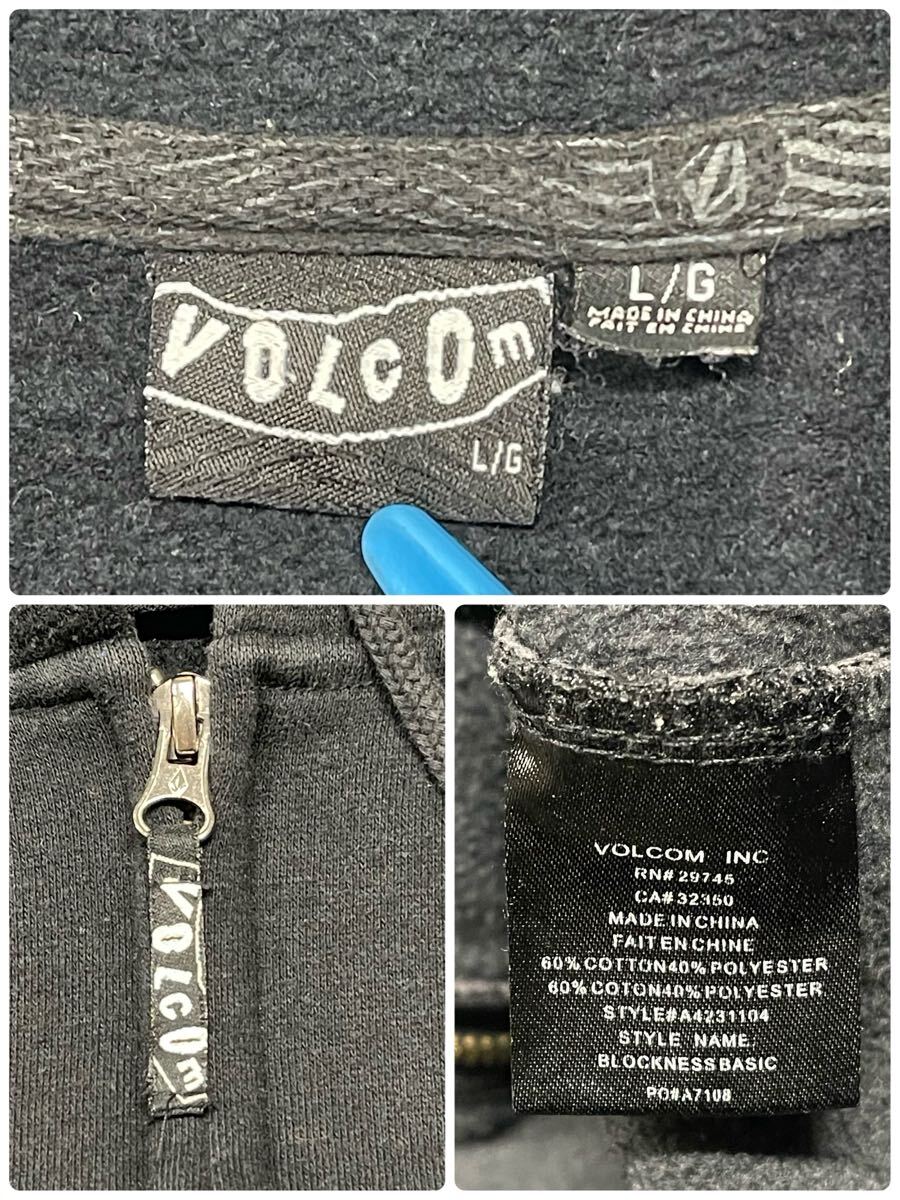 VOLCOM
L/G
L/G
MADE IN CHINA
FAIT EN CHINE
VOLCOM
VOLCOM INC
RN# 29745
CA# 32350
MADE IN CHINA
FAIT EN CHINE
60% COTTON40% POLYESTER
60% COTON40% POLYESTER
STYLE#A4231104
STYLE NAME
BLOCKNESS BASIC
PO#A7108